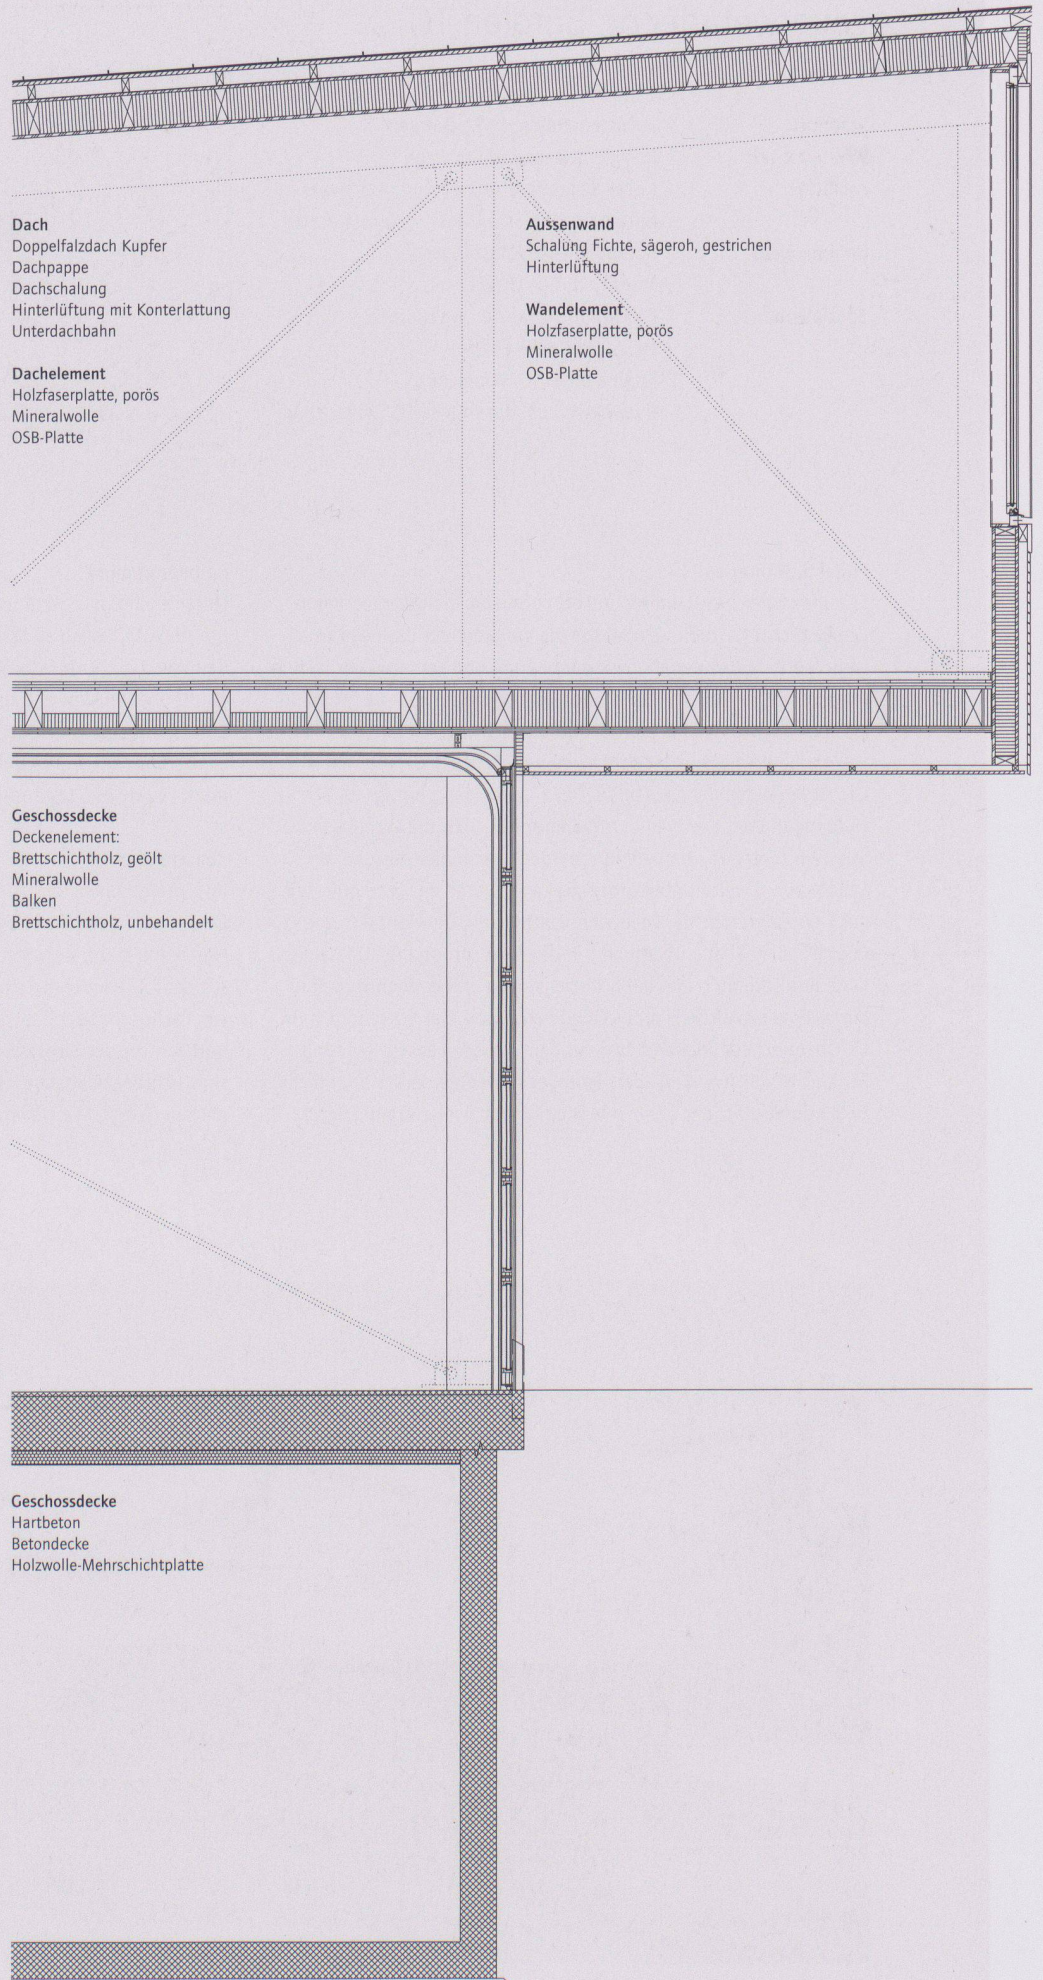 Dach
Doppelfalzdach Kupfer
Dachpappe
Dachschalung
Hinterlüftung mit Konterlattung
Unterdachbahn
Dachelement
Holzfaserplatte, porös
Mineralwolle
OSB-Platte
Aussenwand
Schalung Fichte, sägeroh, gestrichen
Hinterlüftung
Wandelement
Holzfaserplatte, porös
Mineralwolle
OSB-Platte
Geschossdecke
Deckenelement:
Brettschichtholz, geölt
Mineralwolle
Balken
Brettschichtholz, unbehandelt
Geschossdecke
Hartbeton
Betondecke
Holzwolle-Mehrschichtplatte